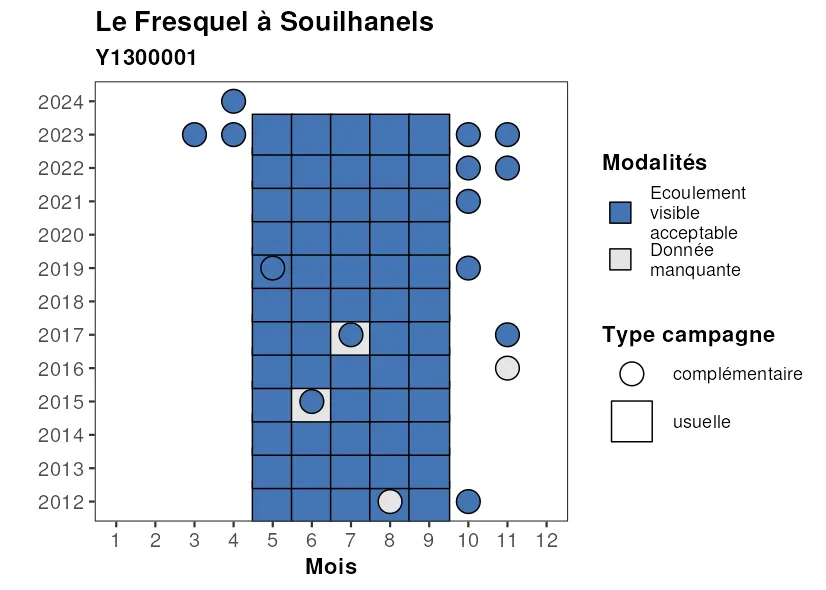 Le Fresquel à Souilhanels
Y1300001
2024
2023
2022
2021
2020
2019
2018
2017
2016
2015
2014
2013
2012
1 2 3 4 5 6 7 8 9 10 11 12
Mois
Modalités
Ecoulement
visible
acceptable
Donnée
manquante
Type campagne
complémentaire
usuelle